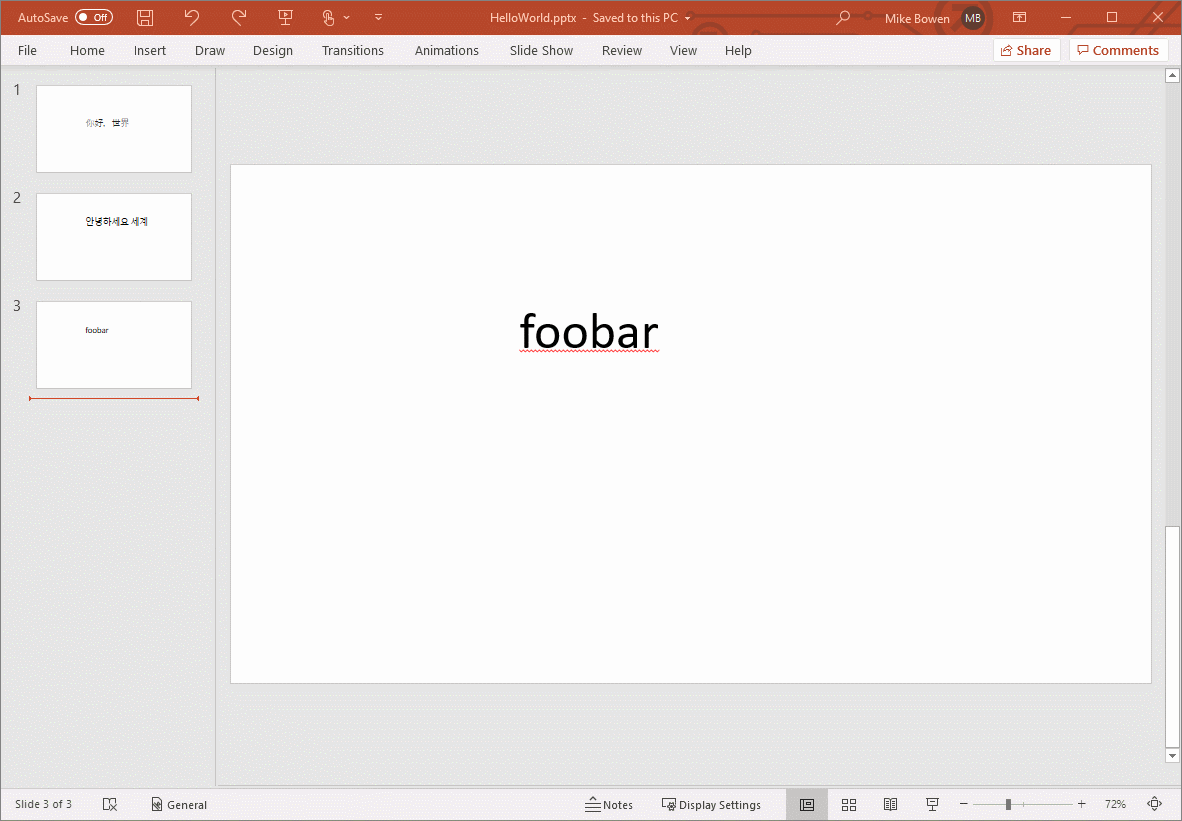 AutoSave Off HelloWorld.pptx - Saved to this PC Mike Bowen MB
File Home Insert Draw Design Transitions Animations Slide Show Review View Help Share Comments
1
你好，世界
2
안녕하세요 세계
3
foobar
foobar
Slide 3 of 3 General Notes Display Settings 72%